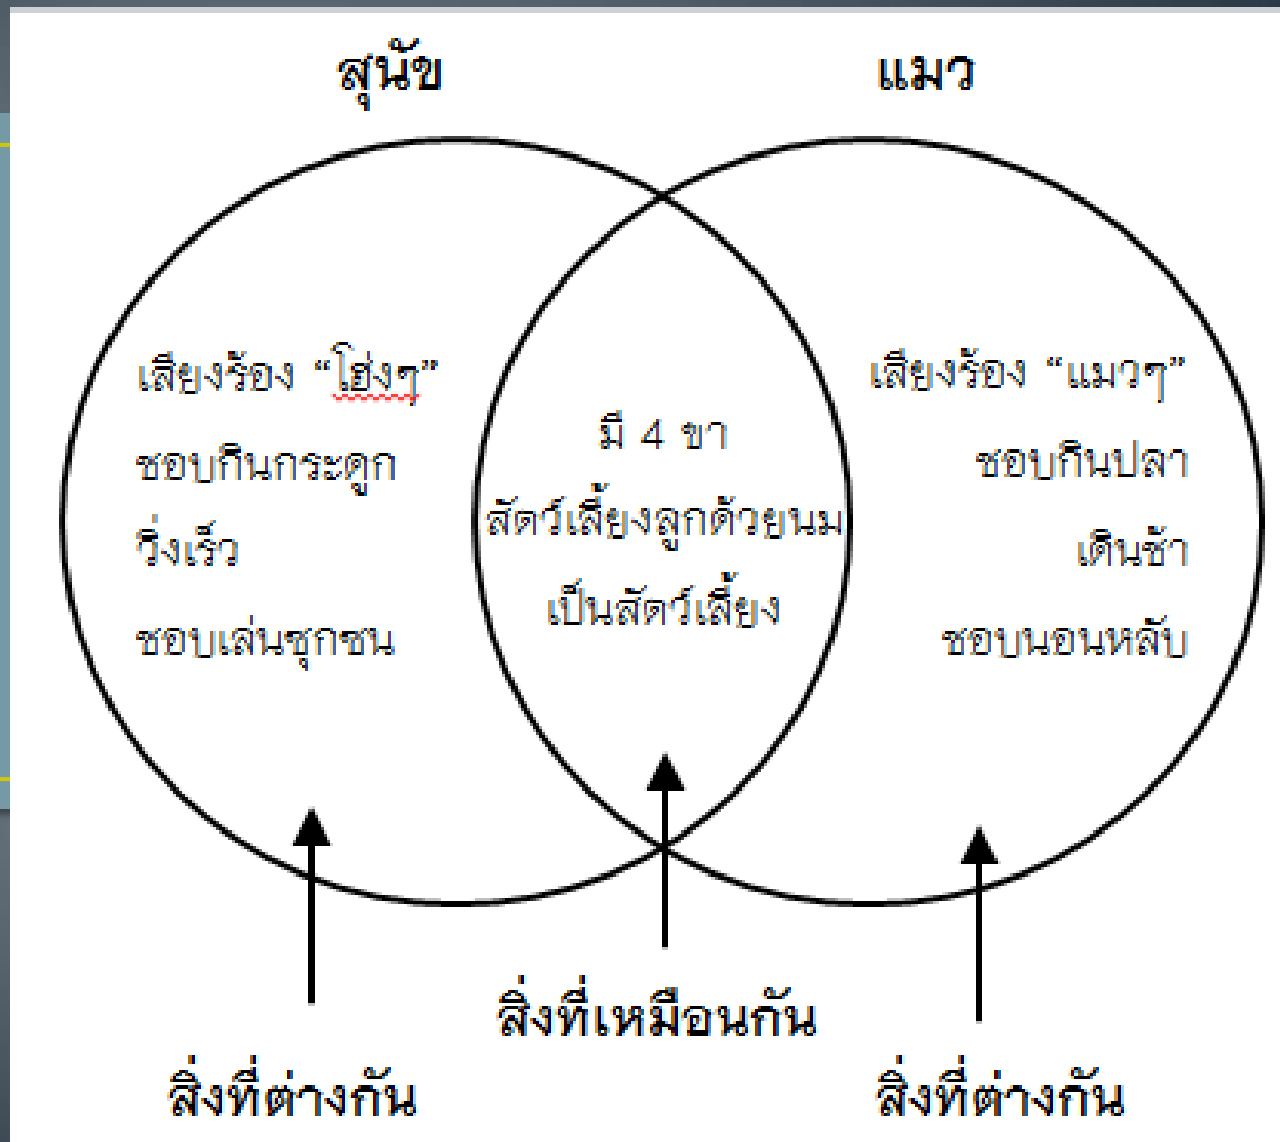 สุนัข
แมว
เสียงร้อง “โฮ่งๆ”
ชอบกินกระดูก
วิ่งเร็ว
ชอบเล่นซุกซน
มี 4 ขา
สัตว์เลี้ยงลูกด้วยนม
เป็นสัตว์เลี้ยง
เสียงร้อง “แมวๆ”
ชอบกินปลา
เดินช้า
ชอบนอนหลับ
สิ่งที่เหมือนกัน
สิ่งที่ต่างกัน
สิ่งที่ต่างกัน